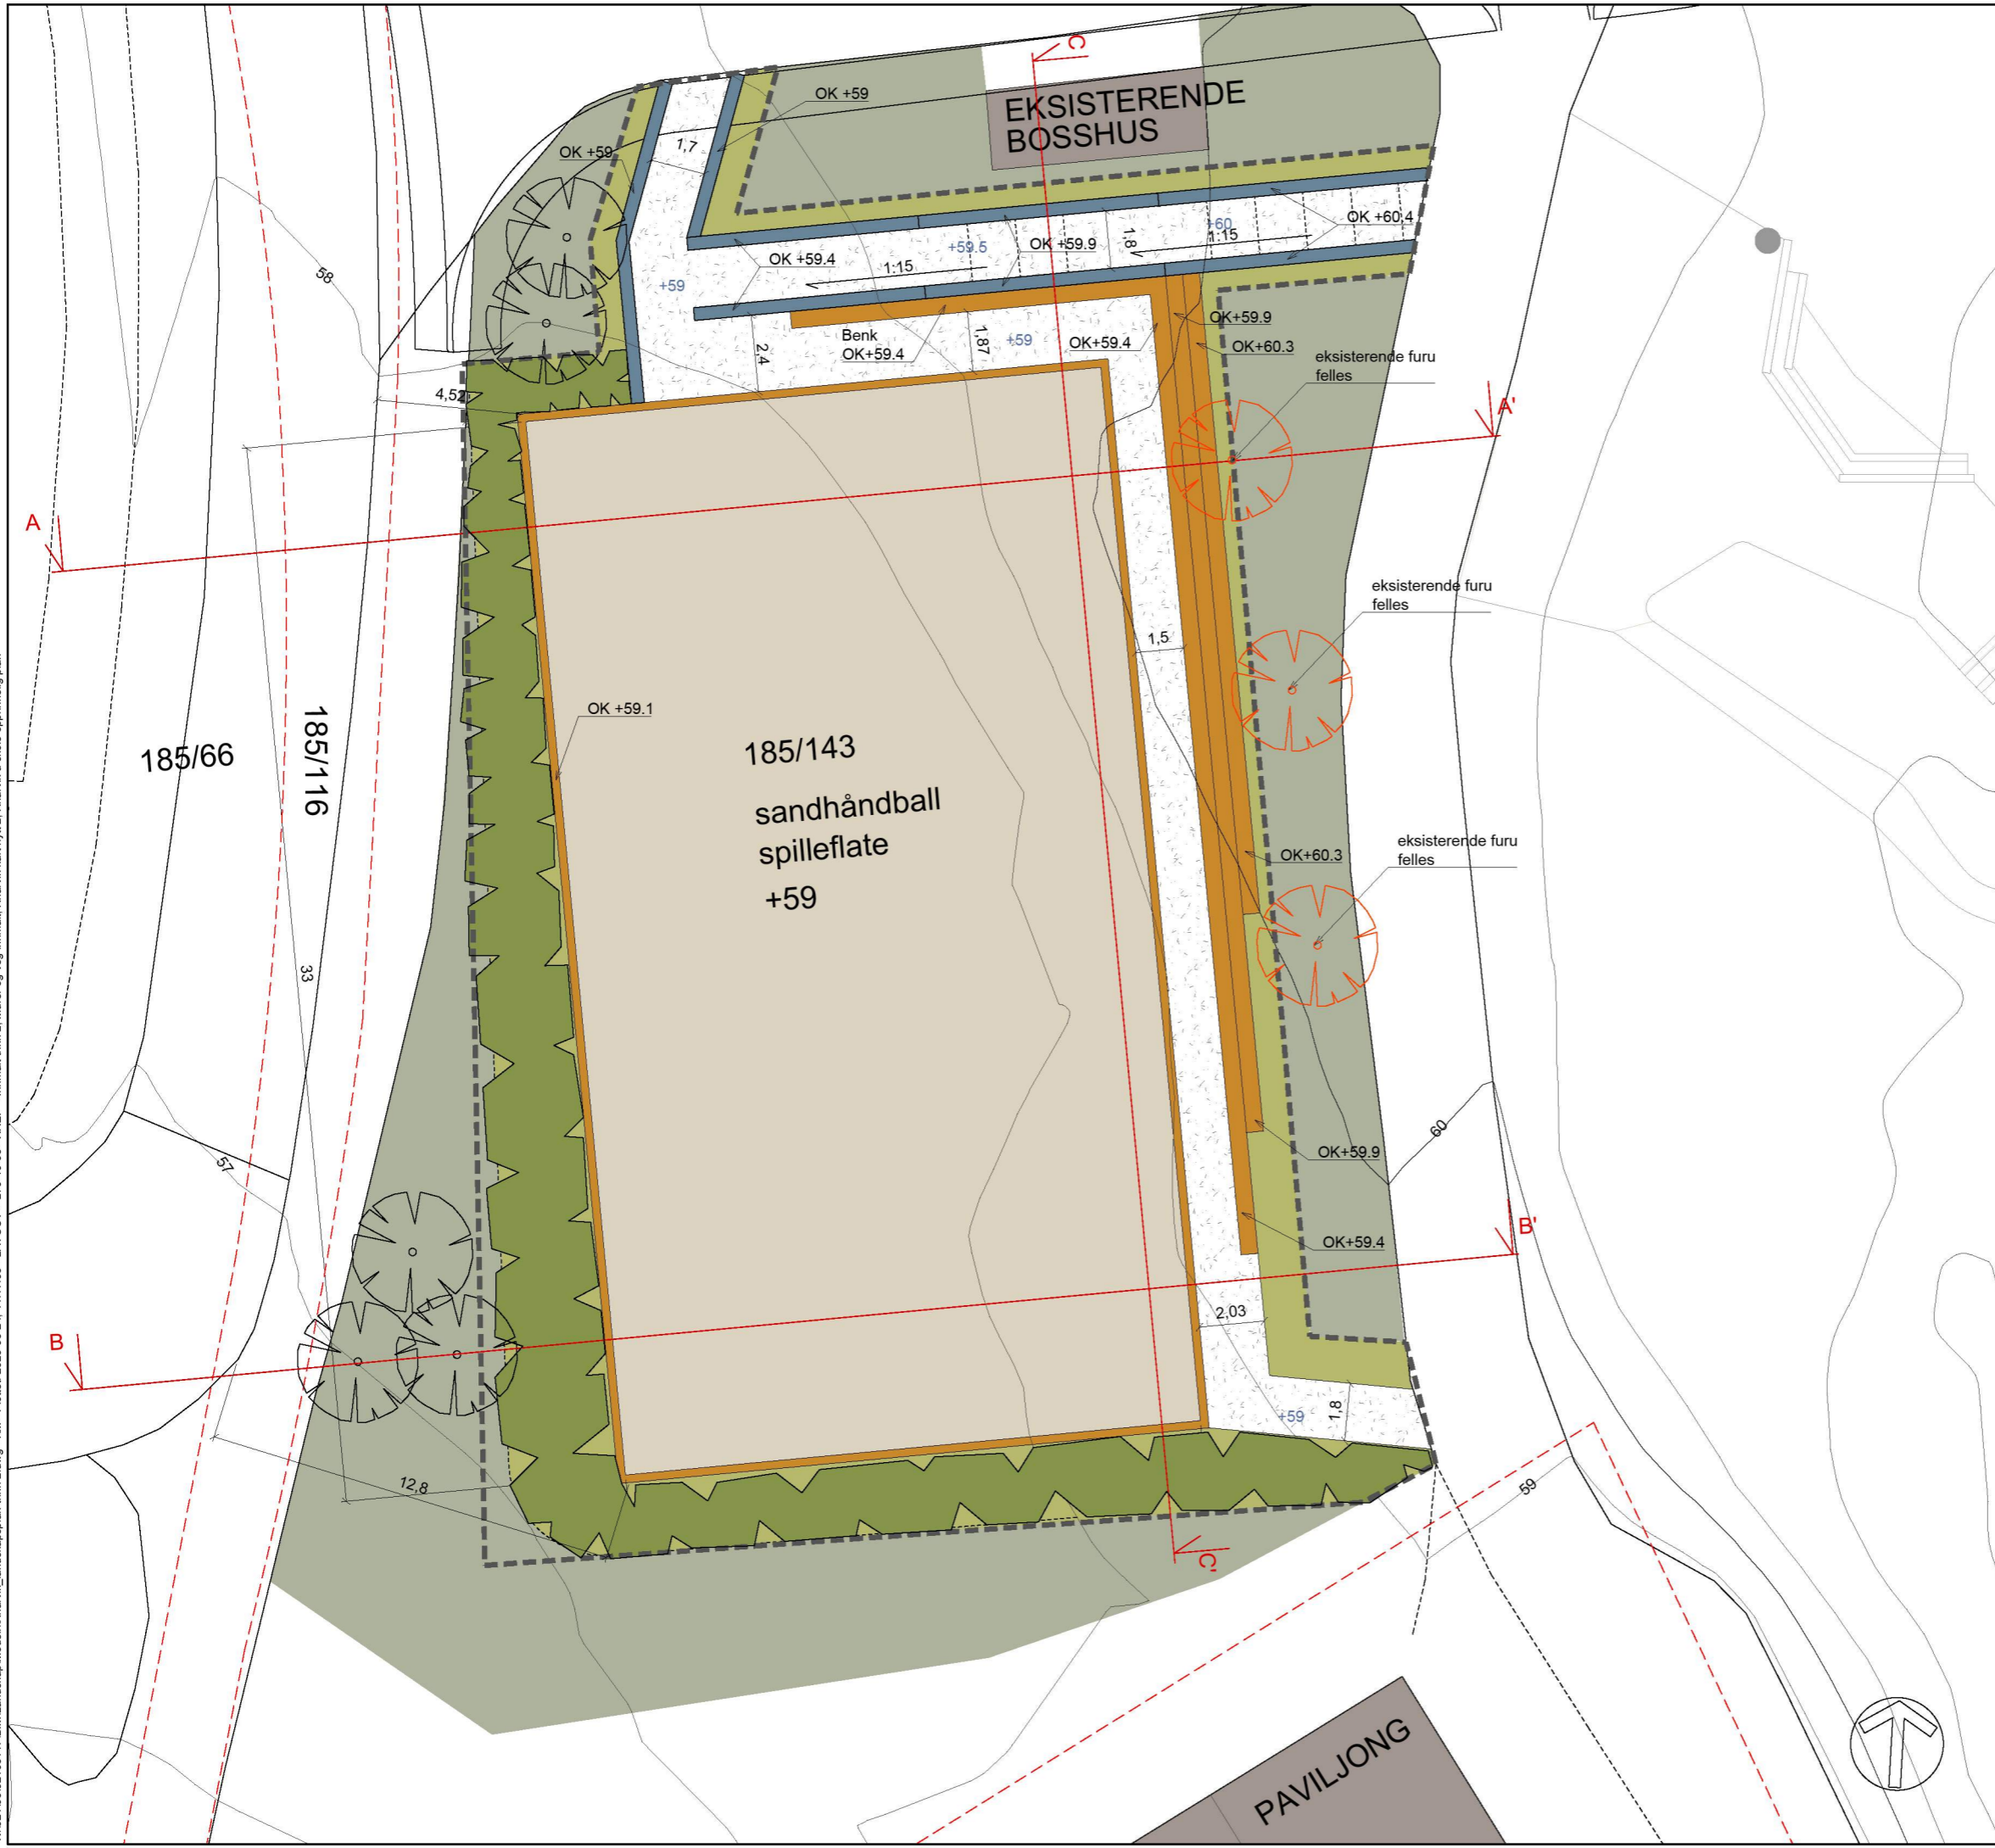 C
EKSISTERENDE
BOSSHUS
OK +59
OK +59
1,7
OK +60.4
+60
1:15
1,8
OK +59.9
+59.5
OK +59.4
1:15
+59
58
Benk
OK+59.4
2,4
1,87
+59
OK+59.4
OK+59.9
OK+60.3
eksisterende furu
felles
4,52
A'
A
eksisterende furu
felles
1,5
OK +59.1
185/66
185/116
185/143
sandhåndball
spilleflate
+59
eksisterende furu
felles
OK+60.3
33
60
OK+59.9
57
B'
OK+59.4
2,03
B
1,8
+59
12,8
59
C'
PAVILJONG